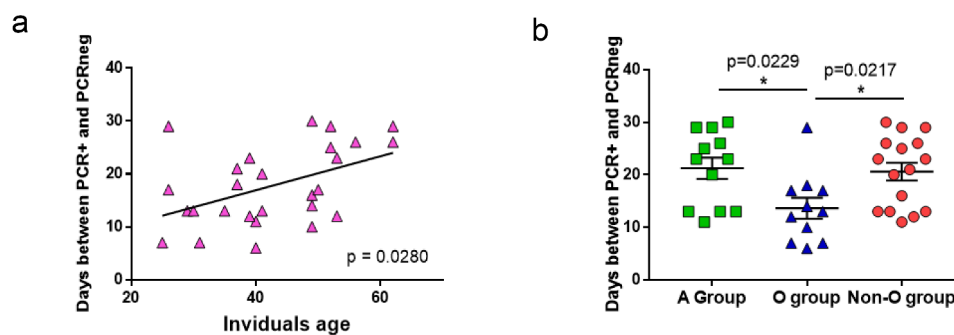 a
Days between PCR+ and PCRneg
40
30
20
10
0
20
40
60
p = 0.0280
Inviduals age
b
Days between PCR+ and PCRneg
40
30
20
10
0
p=0.0229
*
p=0.0217
*
A Group
O group
Non-O group